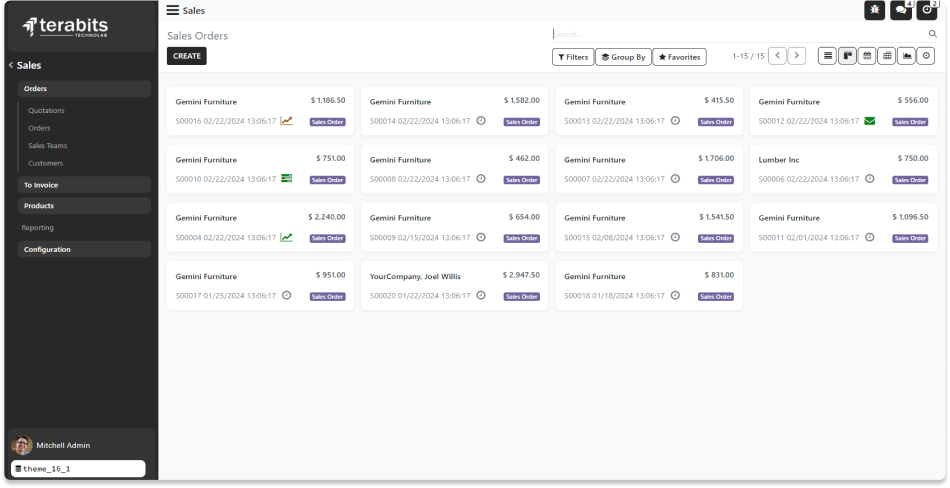 terabits
TECHNOLAB
Sales
Orders
Quotations
Orders
Sales Teams
Customers
To Invoice
Products
Reporting
Configuration
Mitchell Admin
theme_16_1
Sales
4
2
Sales Orders
Search...
CREATE
Filters
Group By
Favorites
1-15 / 15
Gemini Furniture $ 1,186.50
S00016 02/22/2024 13:06:17 Sales Order
Gemini Furniture $ 1,582.00
S00014 02/22/2024 13:06:17 Sales Order
Gemini Furniture $ 415.50
S00013 02/22/2024 13:06:17 Sales Order
Gemini Furniture $ 556.00
S00012 02/22/2024 13:06:17 Sales Order
Gemini Furniture $ 751.00
S00010 02/22/2024 13:06:17 Sales Order
Gemini Furniture $ 462.00
S00008 02/22/2024 13:06:17 Sales Order
Gemini Furniture $ 1,706.00
S00007 02/22/2024 13:06:17 Sales Order
Lumber Inc $ 750.00
S00006 02/22/2024 13:06:17 Sales Order
Gemini Furniture $ 2,240.00
S00004 02/22/2024 13:06:17 Sales Order
Gemini Furniture $ 654.00
S00009 02/15/2024 13:06:17 Sales Order
Gemini Furniture $ 1,541.50
S00015 02/08/2024 13:06:17 Sales Order
Gemini Furniture $ 1,096.50
S00011 02/01/2024 13:06:17 Sales Order
Gemini Furniture $ 951.00
S00017 01/25/2024 13:06:17 Sales Order
YourCompany, Joel Willis $ 2,947.50
S00020 01/22/2024 13:06:17 Sales Order
Gemini Furniture $ 831.00
S00018 01/18/2024 13:06:17 Sales Order